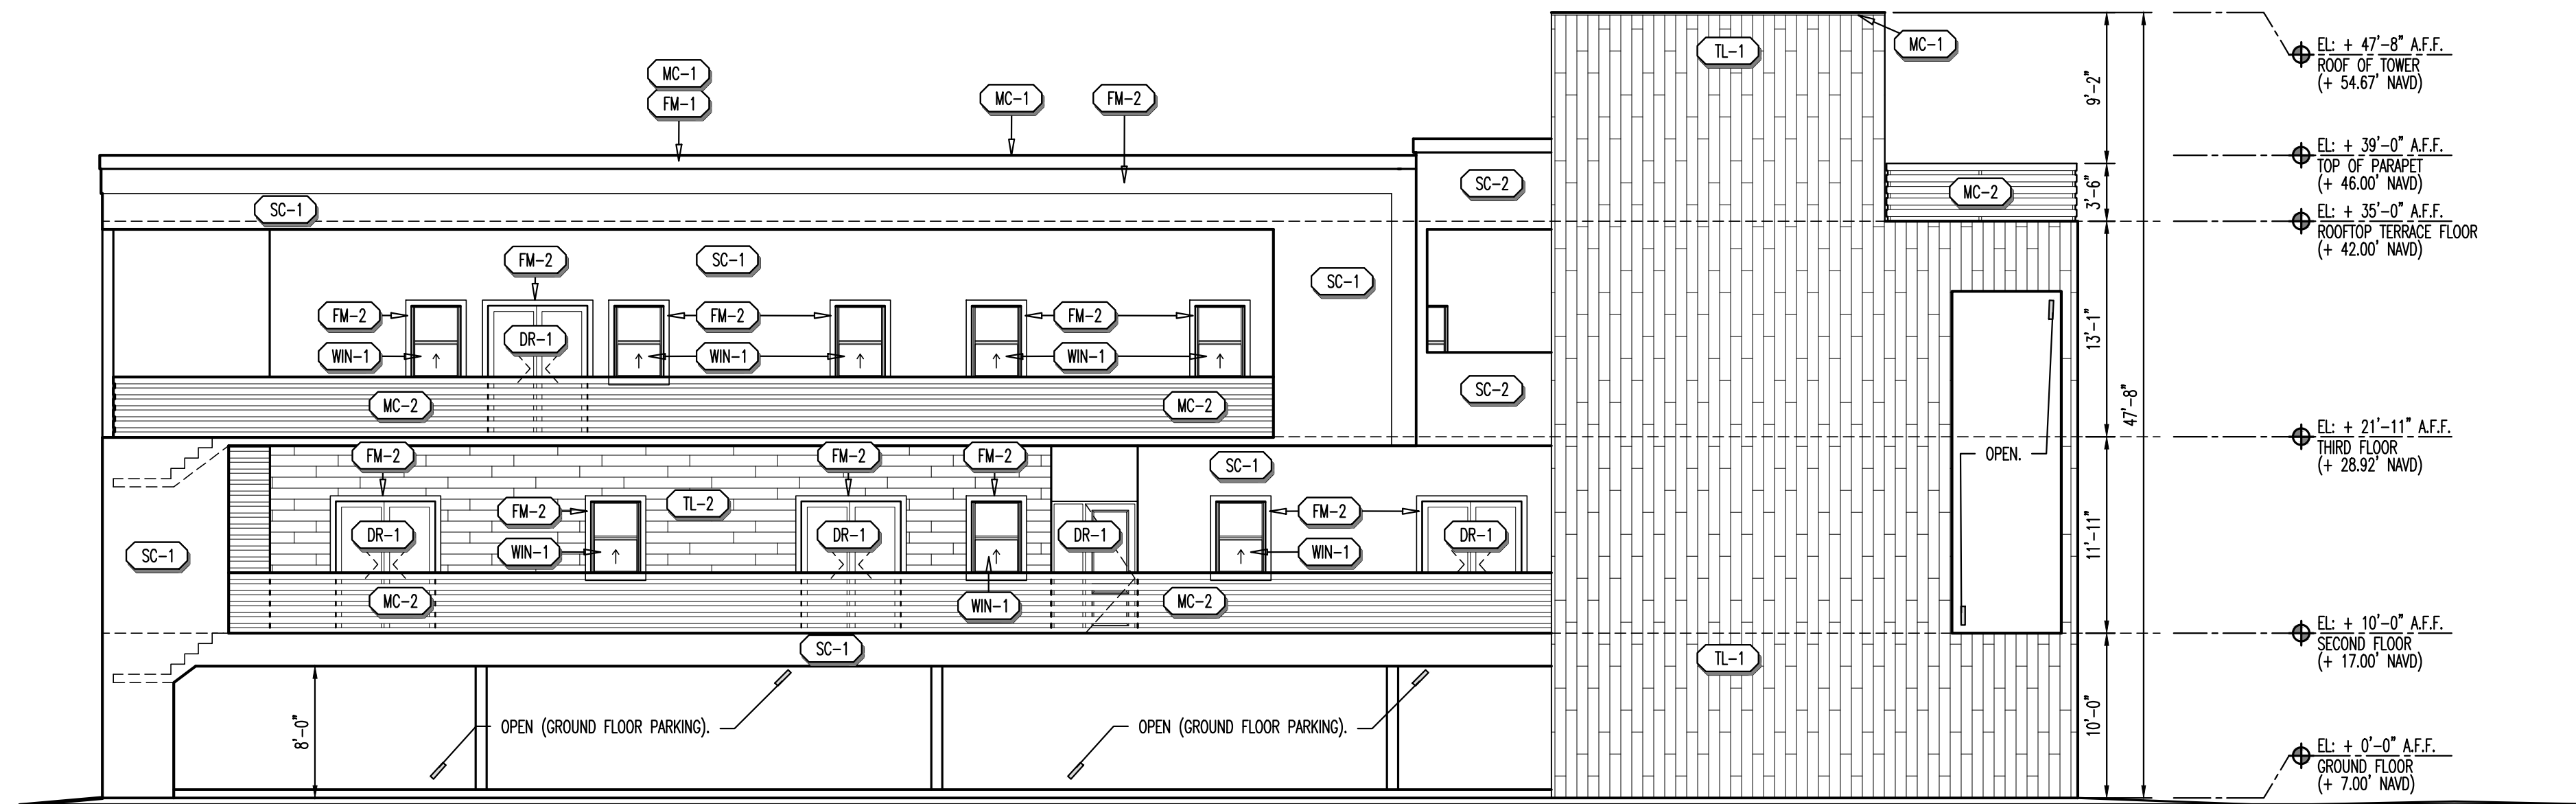 MC-1
FM-1
MC-1
FM-2
TL-1
MC-1
9'-2"
EL: + 47'-8" A.F.F.
ROOF OF TOWER
(+ 54.67' NAVD)
EL: + 39'-0" A.F.F.
TOP OF PARAPET
(+ 46.00' NAVD)
SC-1
SC-2
MC-2
3'-6"
EL: + 35'-0" A.F.F.
ROOFTOP TERRACE FLOOR
(+ 42.00' NAVD)
FM-2
SC-1
SC-1
FM-2
DR-1
FM-2
FM-2
WIN-1
WIN-1
WIN-1
13'-1"
MC-2
MC-2
SC-2
47'-8"
EL: + 21'-11" A.F.F.
THIRD FLOOR
(+ 28.92' NAVD)
FM-2
FM-2
FM-2
SC-1
OPEN.
FM-2
TL-2
FM-2
DR-1
DR-1
DR-1
DR-1
SC-1
WIN-1
WIN-1
11'-11"
MC-2
WIN-1
MC-2
EL: + 10'-0" A.F.F.
SECOND FLOOR
(+ 17.00' NAVD)
SC-1
TL-1
8'-0"
OPEN (GROUND FLOOR PARKING).
OPEN (GROUND FLOOR PARKING).
10'-0"
EL: + 0'-0" A.F.F.
GROUND FLOOR
(+ 7.00' NAVD)